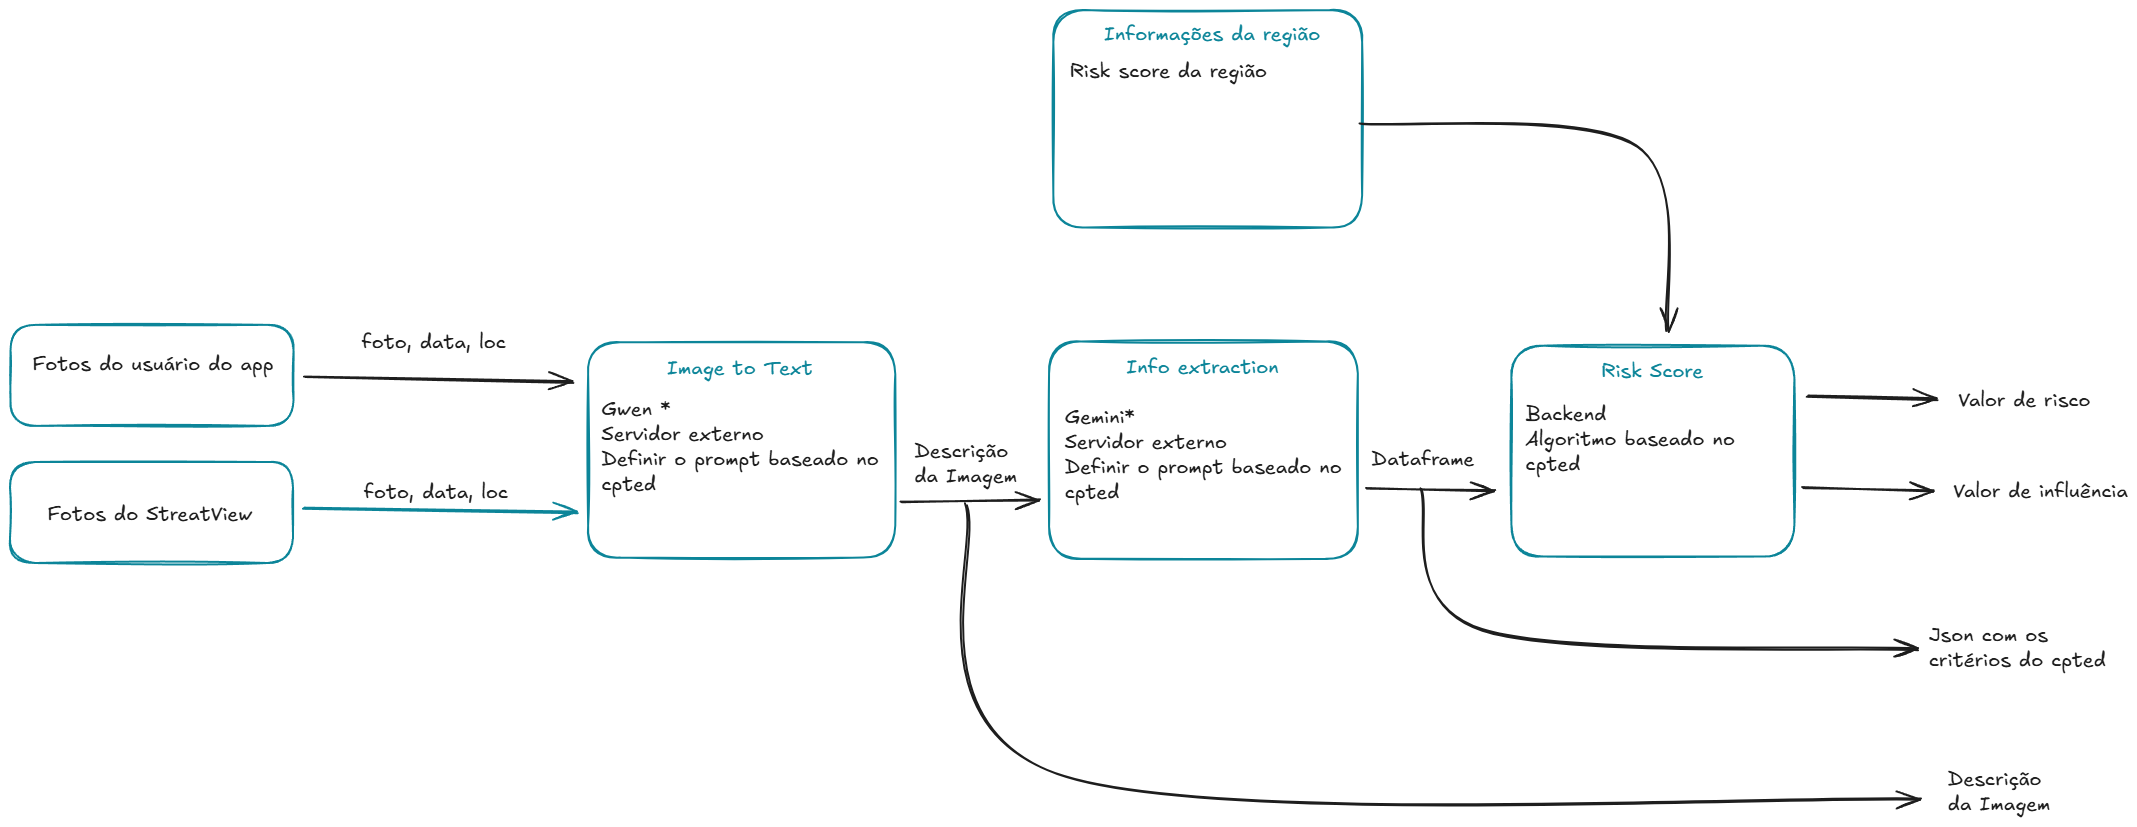 Informações da região
Risk score da região
Fotos do usuário do app
foto, data, loc
Fotos do StreatView
foto, data, loc
Image to Text
Gwen *
Servidor externo
Definir o prompt baseado no
cpted
Descrição
da Imagem
Info extraction
Gemini*
Servidor externo
Definir o prompt baseado no
cpted
Dataframe
Risk Score
Backend
Algoritmo baseado no
cpted
Valor de risco
Valor de influência
Json com os
critérios do cpted
Descrição
da Imagem